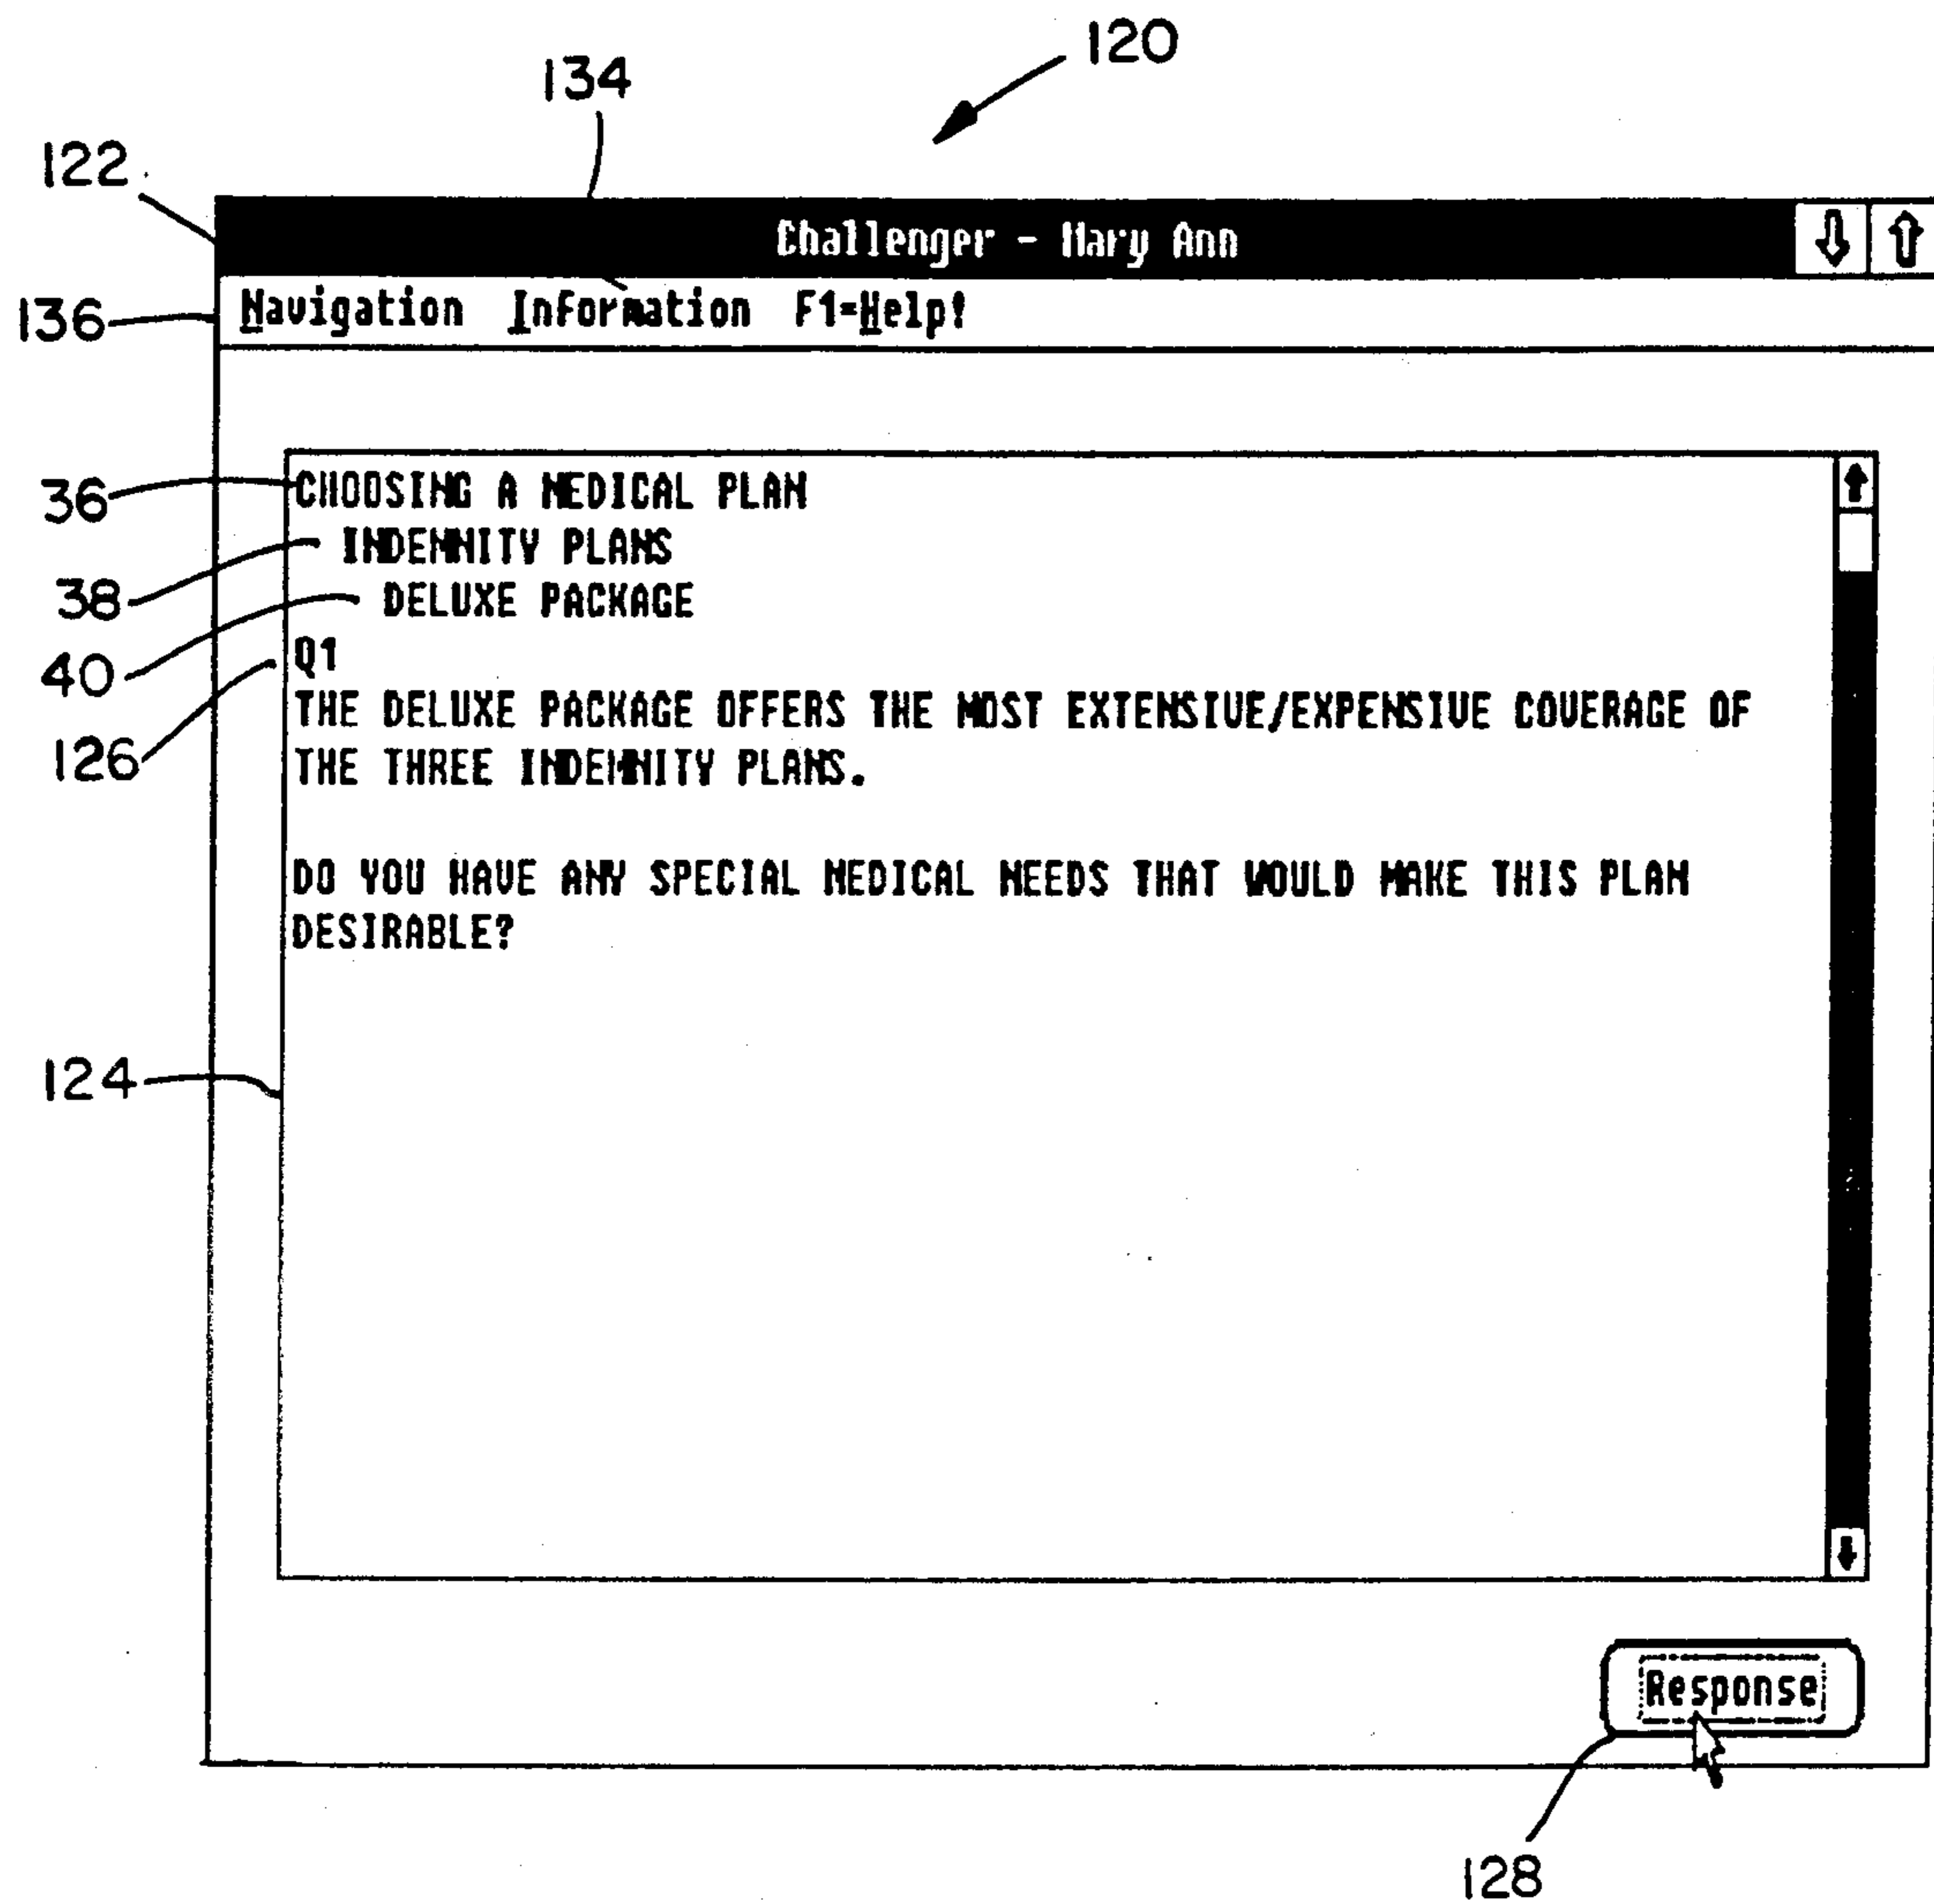 120
134
122
Challenger - Mary Ann
136
Navigation Information F1=Help!
36
CHOOSING A MEDICAL PLAN
38
INDEMNITY PLANS
40
DELUXE PACKAGE
126
Q1
THE DELUXE PACKAGE OFFERS THE MOST EXTENSIVE/EXPENSIVE COVERAGE OF
THE THREE INDEMNITY PLANS.
DO YOU HAVE ANY SPECIAL MEDICAL NEEDS THAT WOULD MAKE THIS PLAN
DESIRABLE?
124
Response
128